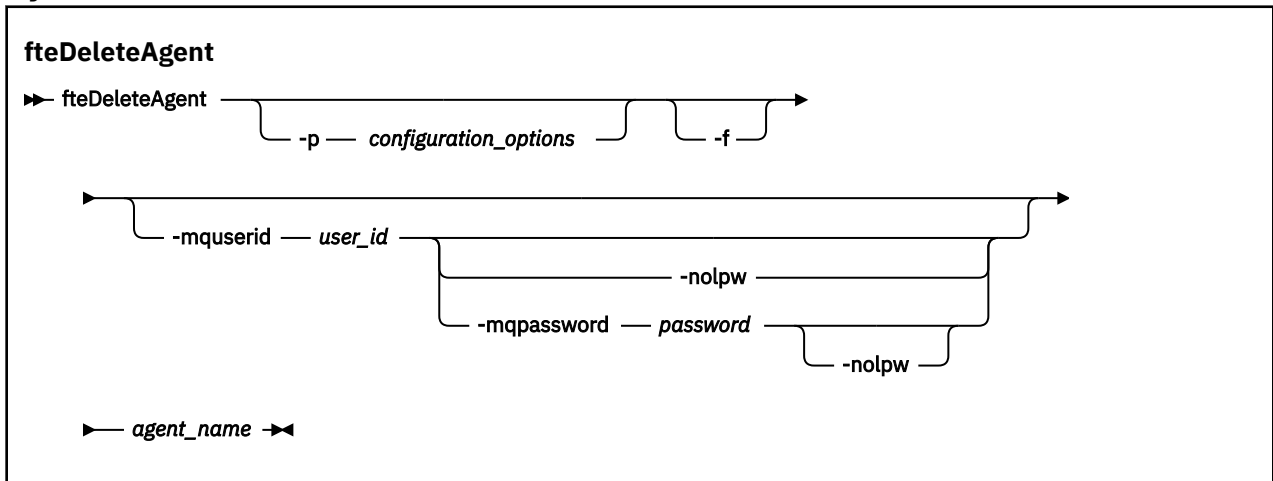 fteDeleteAgent
fteDeleteAgent
-p configuration_options -f
-mquserid user_id
-nolpw
-mqpassword password
-nolpw
agent_name